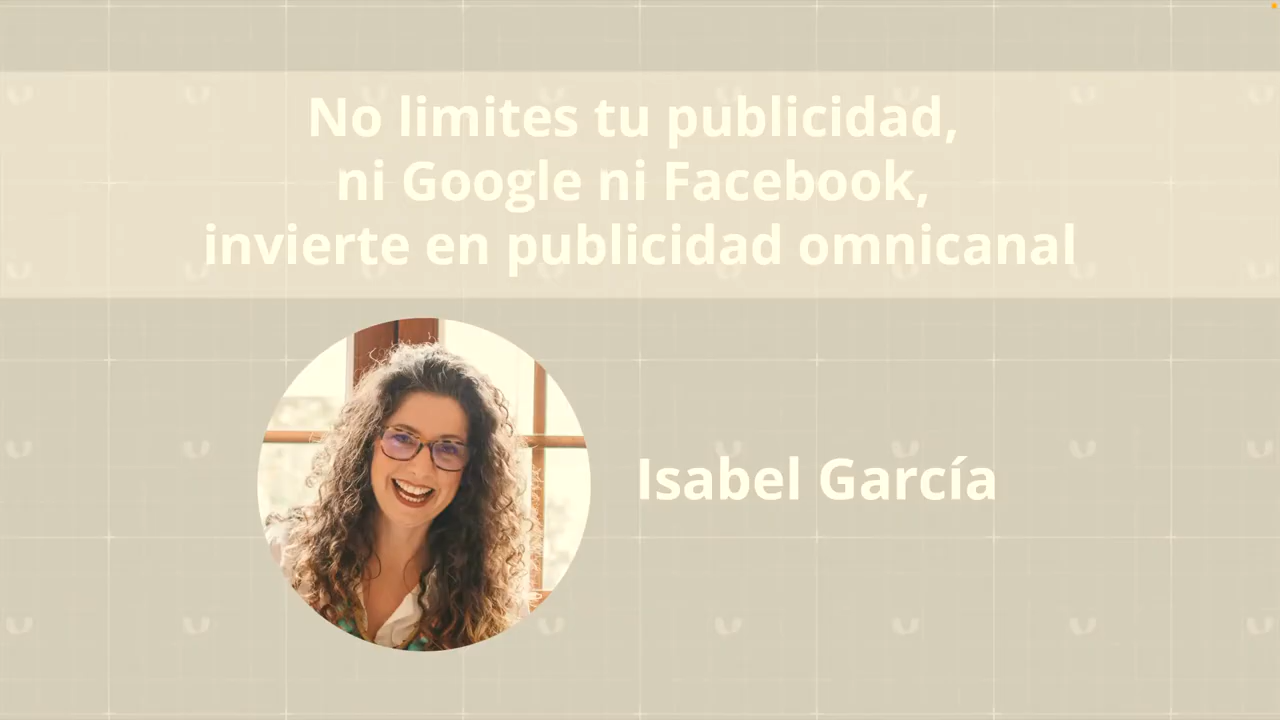 No limites tu publicidad,
ni Google ni Facebook,
invierte en publicidad omnicanal
Isabel García